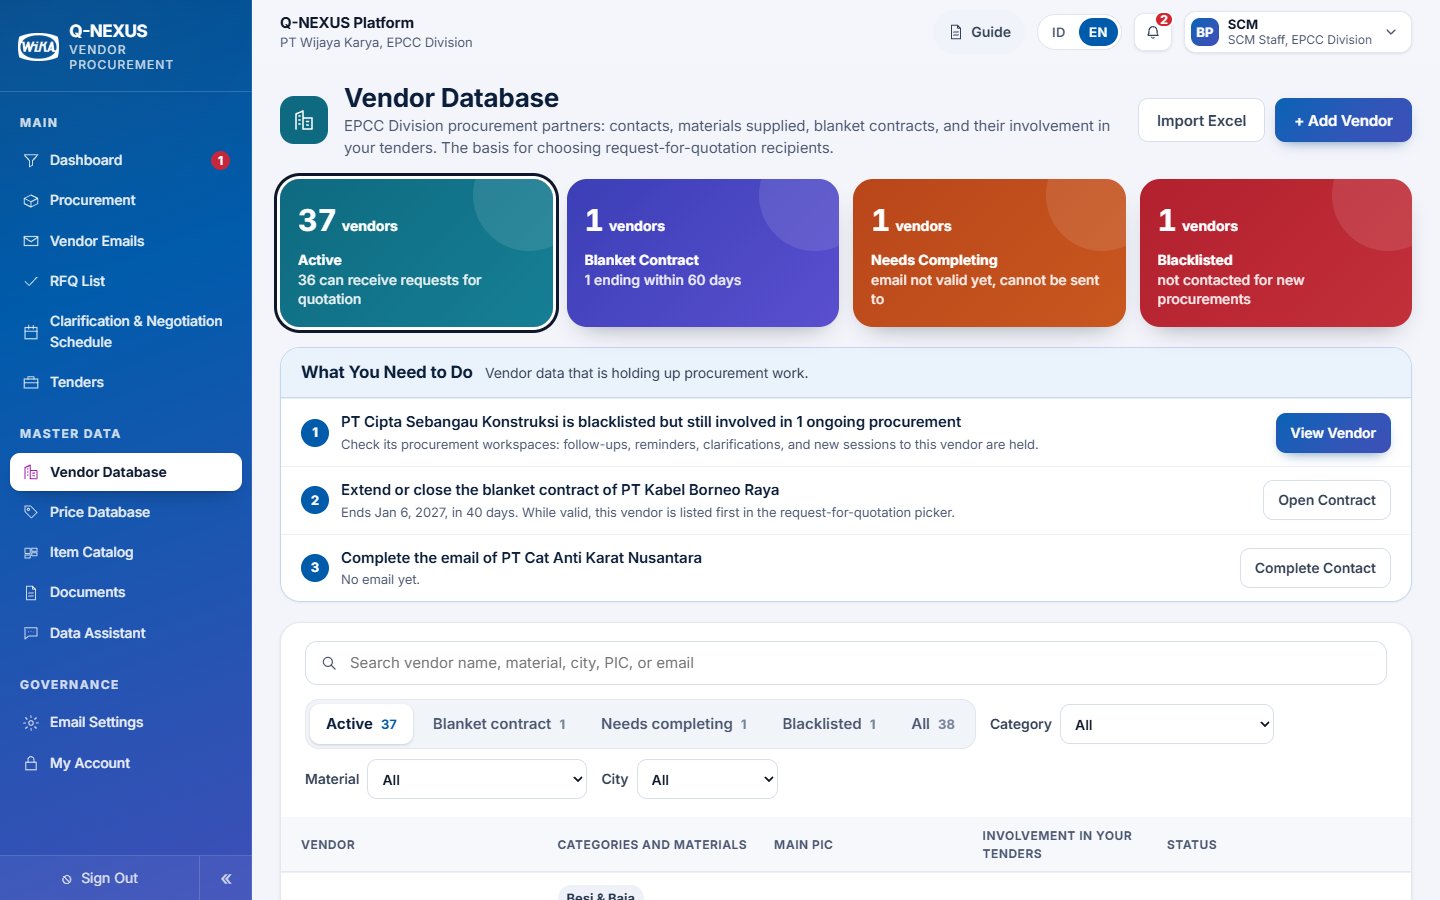 WIKA
Q-NEXUS
VENDOR
PROCUREMENT
MAIN
Dashboard 1
Procurement
Vendor Emails
RFQ List
Clarification & Negotiation
Schedule
Tenders
MASTER DATA
Vendor Database
Price Database
Item Catalog
Documents
Data Assistant
GOVERNANCE
Email Settings
My Account
Sign Out «
Q-NEXUS Platform
PT Wijaya Karya, EPCC Division
Guide
ID EN
2
BP
SCM
SCM Staff, EPCC Division
Vendor Database
EPCC Division procurement partners: contacts, materials supplied, blanket contracts, and their involvement in
your tenders. The basis for choosing request-for-quotation recipients.
Import Excel
+ Add Vendor
37 vendors
Active
36 can receive requests for
quotation
1 vendors
Blanket Contract
1 ending within 60 days
1 vendors
Needs Completing
email not valid yet, cannot be sent
to
1 vendors
Blacklisted
not contacted for new
procurements
What You Need to Do Vendor data that is holding up procurement work.
1 PT Cipta Sebangau Konstruksi is blacklisted but still involved in 1 ongoing procurement
Check its procurement workspaces: follow-ups, reminders, clarifications, and new sessions to this vendor are held.
View Vendor
2 Extend or close the blanket contract of PT Kabel Borneo Raya
Ends Jan 6, 2027, in 40 days. While valid, this vendor is listed first in the request-for-quotation picker.
Open Contract
3 Complete the email of PT Cat Anti Karat Nusantara
No email yet.
Complete Contact
Search vendor name, material, city, PIC, or email
Active 37 Blanket contract 1 Needs completing 1 Blacklisted 1 All 38 Category All
Material All City All
VENDOR CATEGORIES AND MATERIALS MAIN PIC INVOLVEMENT IN YOUR
TENDERS STATUS
Besi & Baja